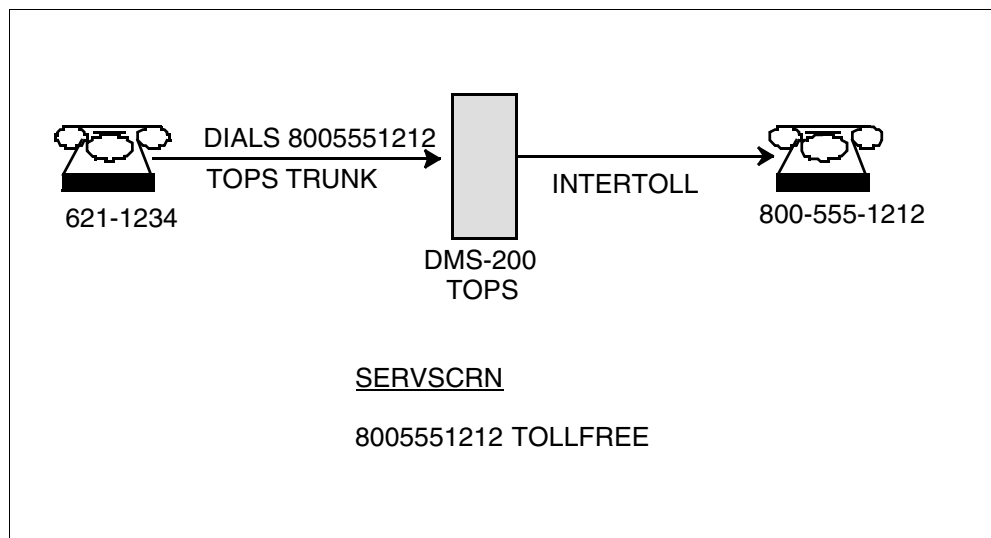 DIALS 8005551212
TOPS TRUNK
INTERTOLL
621-1234
800-555-1212
DMS-200
TOPS
SERVSCRN
8005551212 TOLLFREE